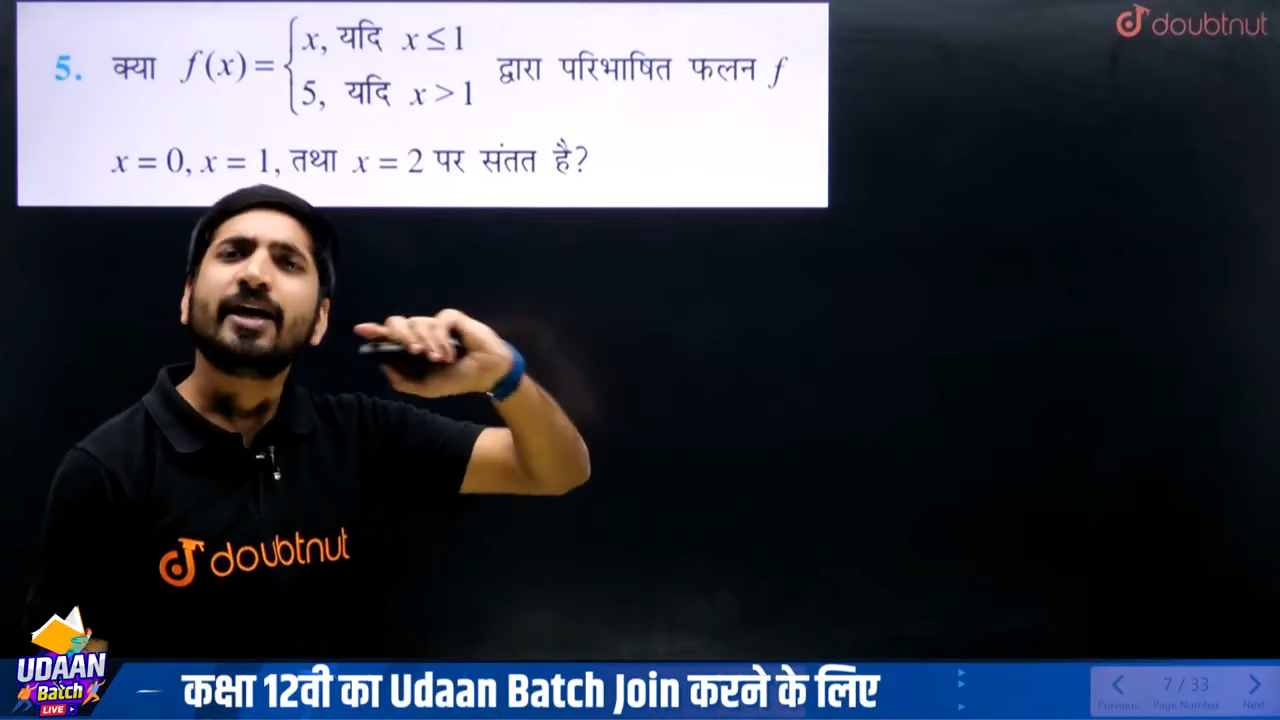 doubtnut
5. क्या f(x) = { x, यदि x ≤ 1
5, यदि x > 1 द्वारा परिभाषित फलन f
x = 0, x = 1, तथा x = 2 पर संतत है?
doubtnut
UDAAN
Batch
LIVE
कक्षा 12वी का Udaan Batch Join करने के लिए
7 / 33
Previous Page Number Next